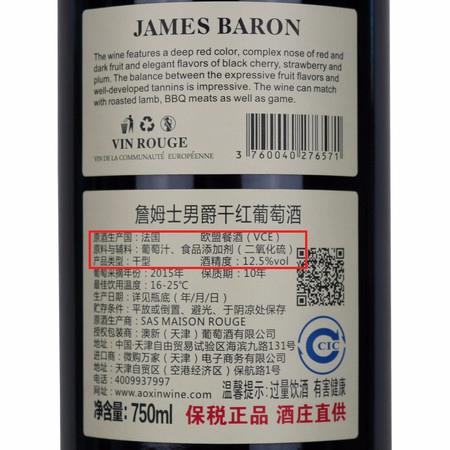 JAMES BARON
The wine features a deep red color, complex nose of red and
dark fruit and elegant flavors of black cherry, strawberry and
plum. The balance between the expressive fruit flavors and
well-developed tannins is impressive. The wine can match
with roasted lamb, BBQ meats as well as game.
VIN ROUGE
VIN DE LA COMMUNAUTÉ EUROPÉENNE
3 760040 276571
詹姆士男爵干红葡萄酒
原酒生产国：法国 欧盟餐酒（VCE）
原料与辅料：葡萄汁、食品添加剂（二氧化硫）
产品类型：干型 酒精度：12.5%vol
葡萄采摘年份：2015年 保质期：10年
最佳饮用温度：16-25℃
生产日期：详见瓶底（年/月/日）
贮藏条件：平放或倒置、避光、于阴凉处保存
原酒生产商：SAS MAISON ROUGE
授权灌装商：澳新（天津）葡萄酒有限公司
地址：中国·天津自由贸易试验区海滨九路131号
进口商：微购万家（天津）电子商务有限公司
地址：天津自贸区（空港经济区）保航路1号
电话：4009937997
www.aoxinwine.com
CIC
温馨提示：过量饮酒 有害健康
净含量：750ml 保税正品 酒庄直供